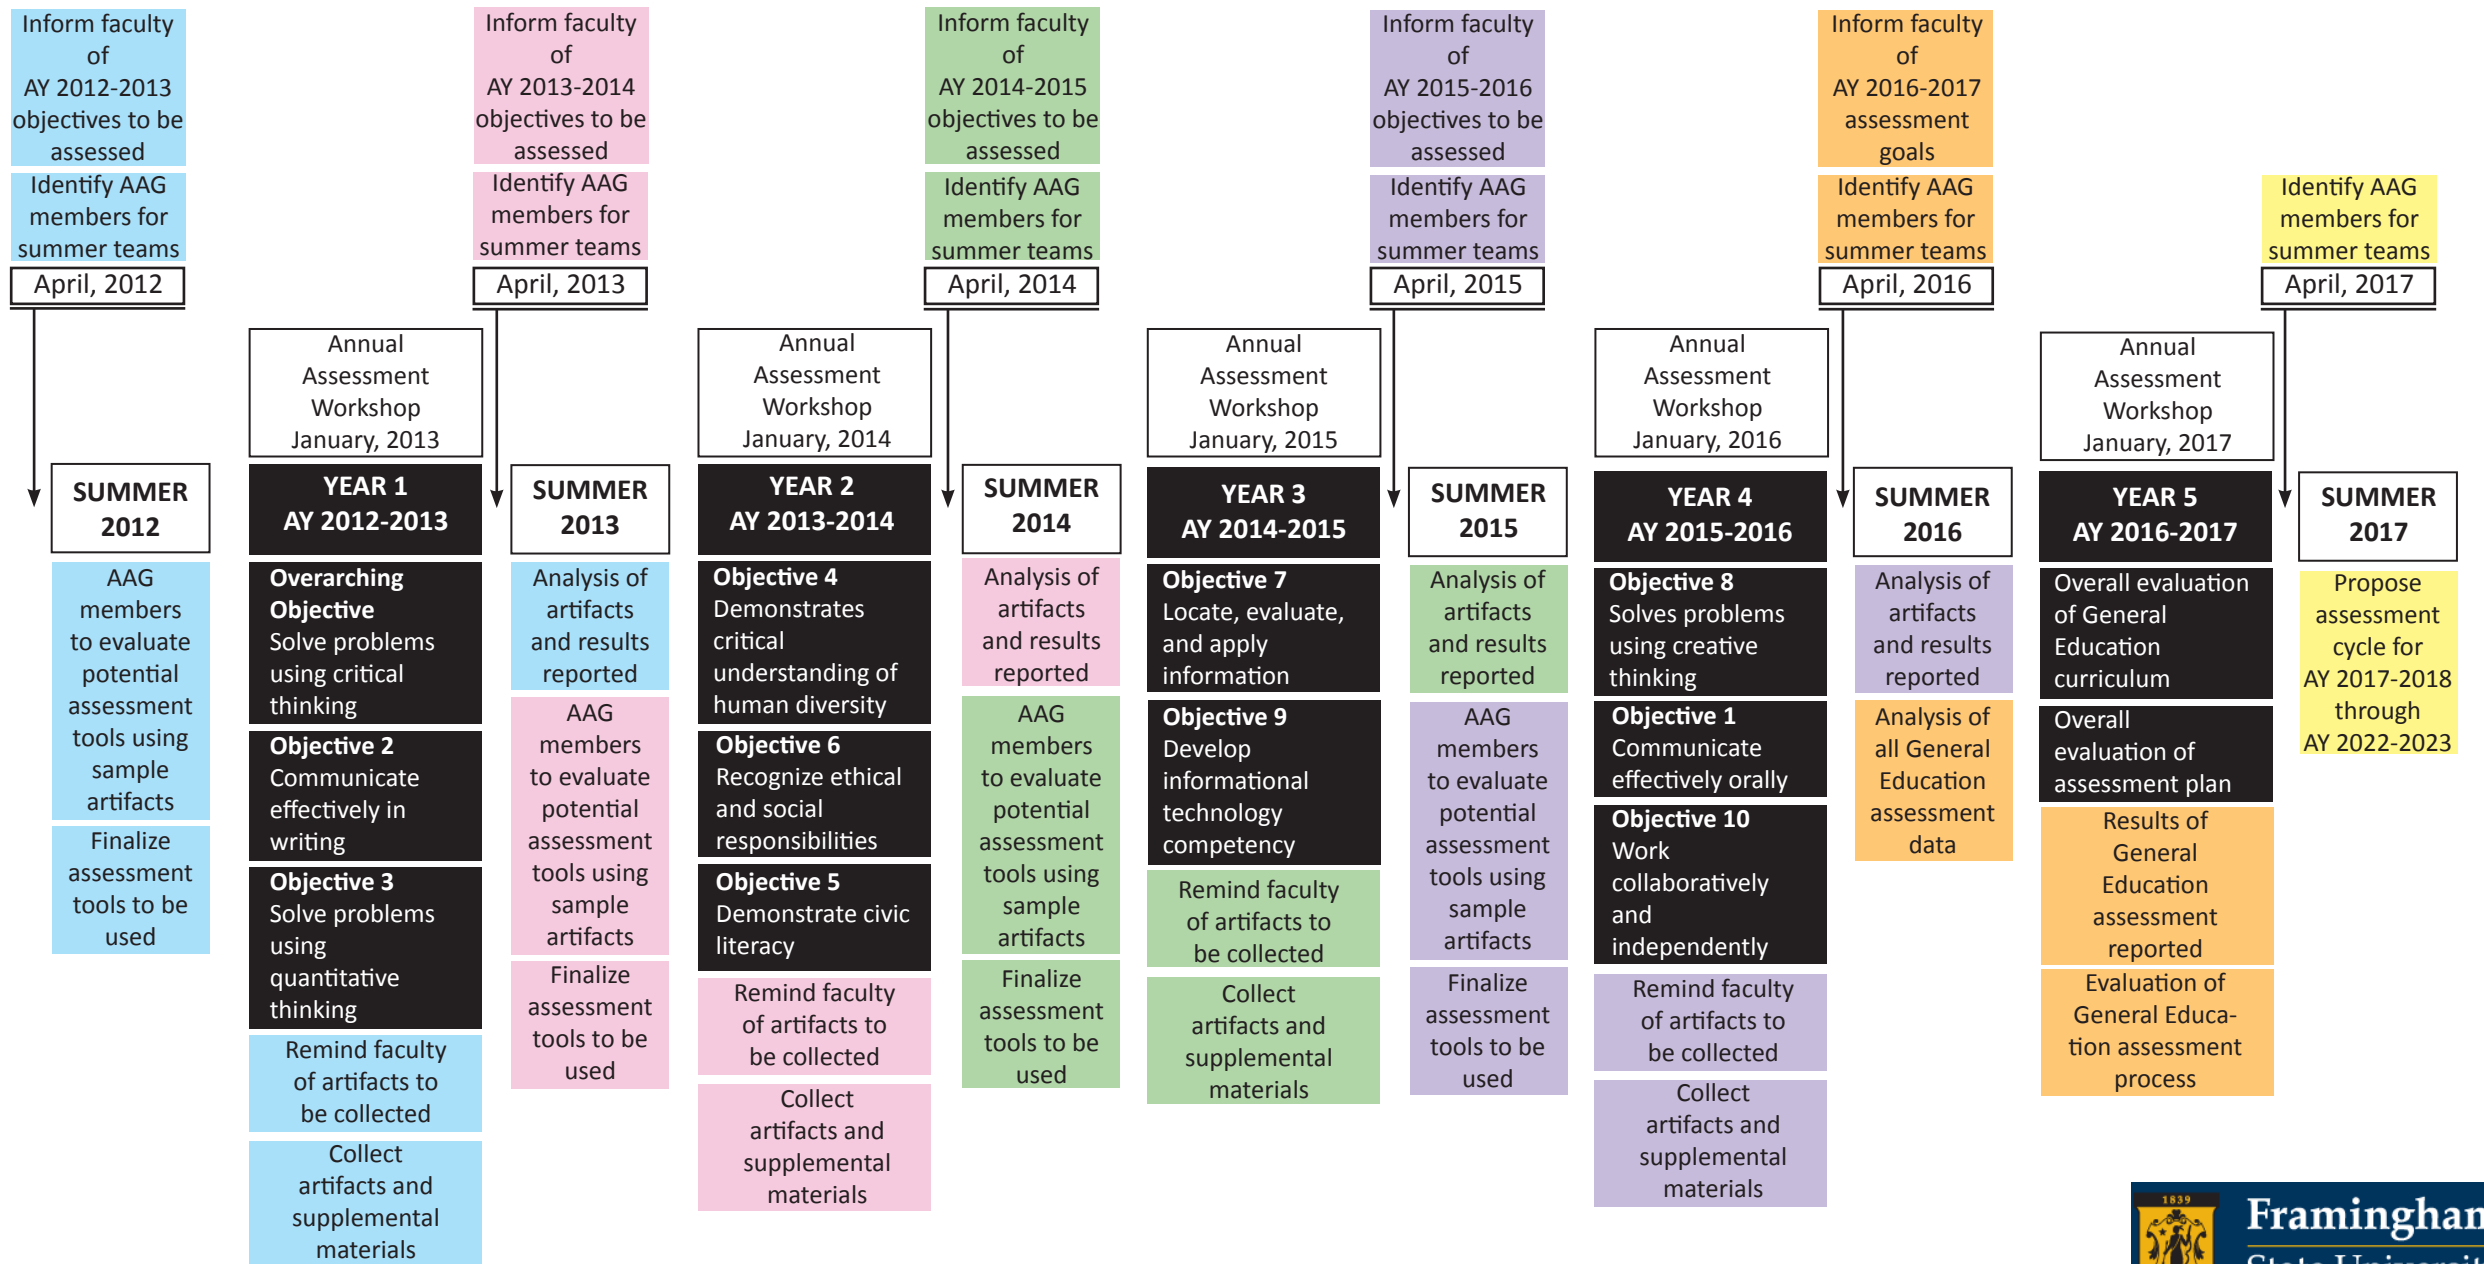 Inform faculty
of
AY 2012-2013
objectives to be
assessed
Identify AAG
members for
summer teams
April, 2012
Inform faculty
of
AY 2013-2014
objectives to be
assessed
Identify AAG
members for
summer teams
April, 2013
Inform faculty
of
AY 2014-2015
objectives to be
assessed
Identify AAG
members for
summer teams
April, 2014
Inform faculty
of
AY 2015-2016
objectives to be
assessed
Identify AAG
members for
summer teams
April, 2015
Inform faculty
of
AY 2016-2017
assessment
goals
Identify AAG
members for
summer teams
April, 2016
Identify AAG
members for
summer teams
April, 2017
SUMMER
2012
AAG
members
to evaluate
potential
assessment
tools using
sample
artifacts
Finalize
assessment
tools to be
used
Annual
Assessment
Workshop
January, 2013
YEAR 1
AY 2012-2013
Overarching
Objective
Solve problems
using critical
thinking
Objective 2
Communicate
effectively in
writing
Objective 3
Solve problems
using
quantitative
thinking
Remind faculty
of artifacts to
be collected
Collect
artifacts and
supplemental
materials
SUMMER
2013
Analysis of
artifacts
and results
reported
AAG
members
to evaluate
potential
assessment
tools using
sample
artifacts
Finalize
assessment
tools to be
used
Annual
Assessment
Workshop
January, 2014
YEAR 2
AY 2013-2014
Objective 4
Demonstrates
critical
understanding of
human diversity
Objective 6
Recognize ethical
and social
responsibilities
Objective 5
Demonstrate civic
literacy
Remind faculty
of artifacts to
be collected
Collect
artifacts and
supplemental
materials
SUMMER
2014
Analysis of
artifacts
and results
reported
AAG
members
to evaluate
potential
assessment
tools using
sample
artifacts
Finalize
assessment
tools to be
used
Annual
Assessment
Workshop
January, 2015
YEAR 3
AY 2014-2015
Objective 7
Locate, evaluate,
and apply
information
Objective 9
Develop
informational
technology
competency
Remind faculty
of artifacts to
be collected
Collect
artifacts and
supplemental
materials
SUMMER
2015
Analysis of
artifacts
and results
reported
AAG
members
to evaluate
potential
assessment
tools using
sample
artifacts
Finalize
assessment
tools to be
used
Annual
Assessment
Workshop
January, 2016
YEAR 4
AY 2015-2016
Objective 8
Solves problems
using creative
thinking
Objective 1
Communicate
effectively orally
Objective 10
Work
collaboratively
and
independently
Remind faculty
of artifacts to
be collected
Collect
artifacts and
supplemental
materials
SUMMER
2016
Analysis of
artifacts
and results
reported
Analysis of
all General
Education
assessment
data
Annual
Assessment
Workshop
January, 2017
YEAR 5
AY 2016-2017
Overall evaluation
of General
Education
curriculum
Overall
evaluation of
assessment plan
Results of
General
Education
assessment
reported
Evaluation of
General Educa-
tion assessment
process
SUMMER
2017
Propose
assessment
cycle for
AY 2017-2018
through
AY 2022-2023
1839
Framingham
State Universit